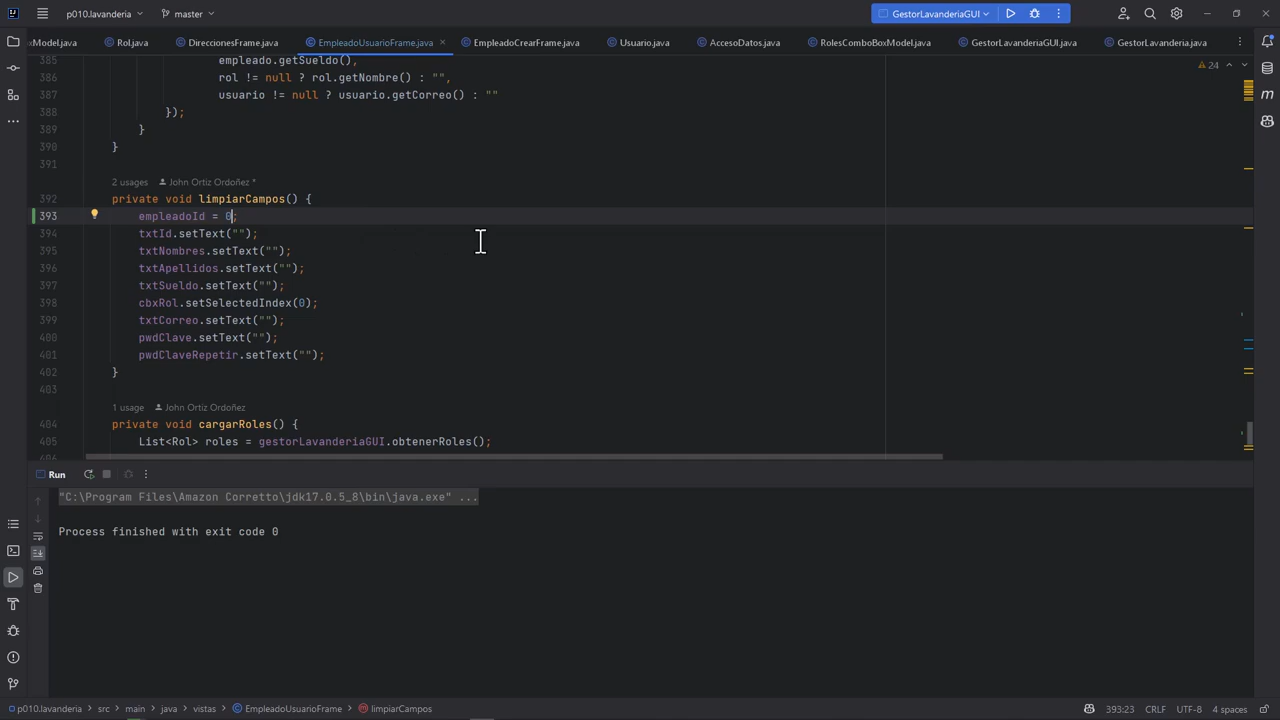 p010.lavanderia
master
GestorLavanderiaGUI
xModel.java
Rol.java
DireccionesFrame.java
EmpleadoUsuarioFrame.java
EmpleadoCrearFrame.java
Usuario.java
AccesoDatos.java
RolesComboBoxModel.java
GestorLavanderiaGUI.java
GestorLavanderia.java
24
385 empleado.getSueldo(),
386 rol != null ? rol.getNombre() : "",
387 usuario != null ? usuario.getCorreo() : ""
388 });
389 }
390 }
391
2 usages John Ortiz Ordoñez *
392 private void limpiarCampos() {
393 empleadoId = 0;
394 txtId.setText("");
395 txtNombres.setText("");
396 txtApellidos.setText("");
397 txtSueldo.setText("");
398 cbxRol.setSelectedIndex(0);
399 txtCorreo.setText("");
400 pwdClave.setText("");
401 pwdClaveRepetir.setText("");
402 }
403
1 usage John Ortiz Ordoñez
404 private void cargarRoles() {
405 List<Rol> roles = gestorLavanderiaGUI.obtenerRoles();
Run
"C:\Program Files\Amazon Corretto\jdk17.0.5_8\bin\java.exe" ...
Process finished with exit code 0
p010.lavanderia > src > main > java > vistas > EmpleadoUsuarioFrame > limpiarCampos
393:23 CRLF UTF-8 4 spaces